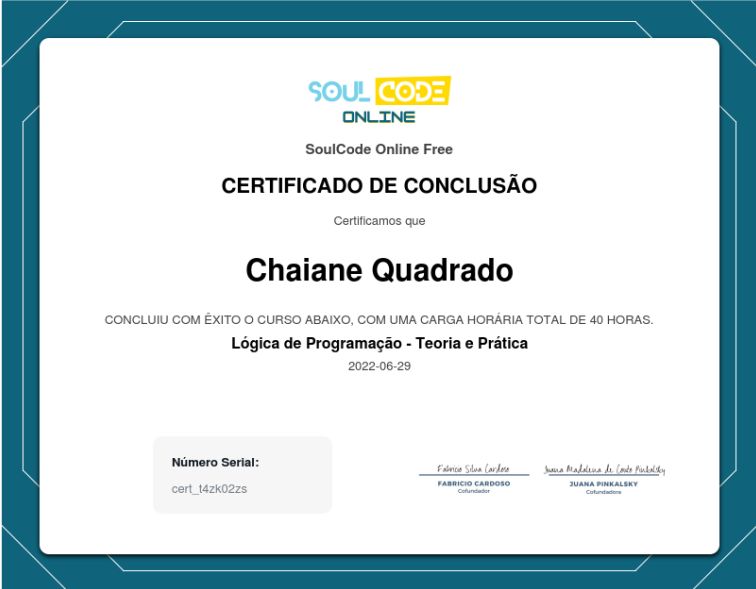 SOUL CODE
ONLINE
SoulCode Online Free
CERTIFICADO DE CONCLUSÃO
Certificamos que
Chaiane Quadrado
CONCLUIU COM ÊXITO O CURSO ABAIXO, COM UMA CARGA HORÁRIA TOTAL DE 40 HORAS.
Lógica de Programação - Teoria e Prática
2022-06-29
Número Serial:
cert_t4zk02zs
Fabricio Silva Cardoso
FABRICIO CARDOSO
Cofundador
Juana Madalena de Couto Pinkalsky
JUANA PINKALSKY
Cofundadora